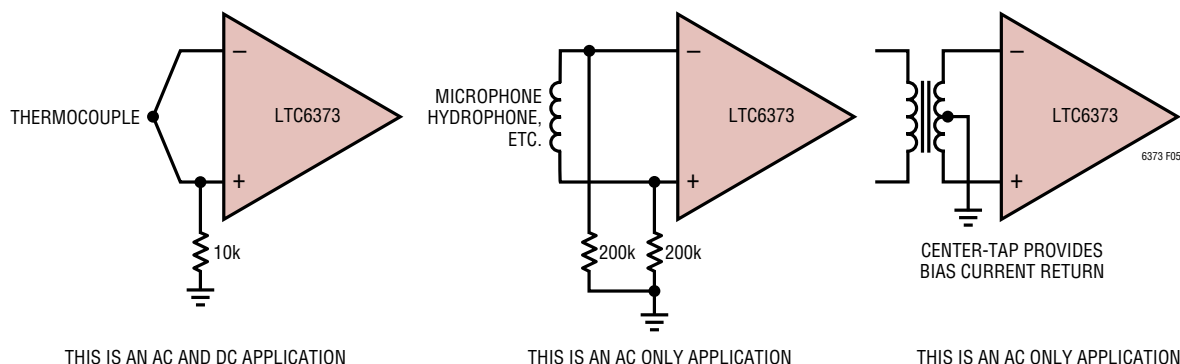 THERMOCOUPLE
−
LTC6373
+
10k
THIS IS AN AC AND DC APPLICATION
MICROPHONE
HYDROPHONE,
ETC.
−
LTC6373
+
200k
200k
THIS IS AN AC ONLY APPLICATION
−
LTC6373
+
6373 F05
CENTER-TAP PROVIDES
BIAS CURRENT RETURN
THIS IS AN AC ONLY APPLICATION